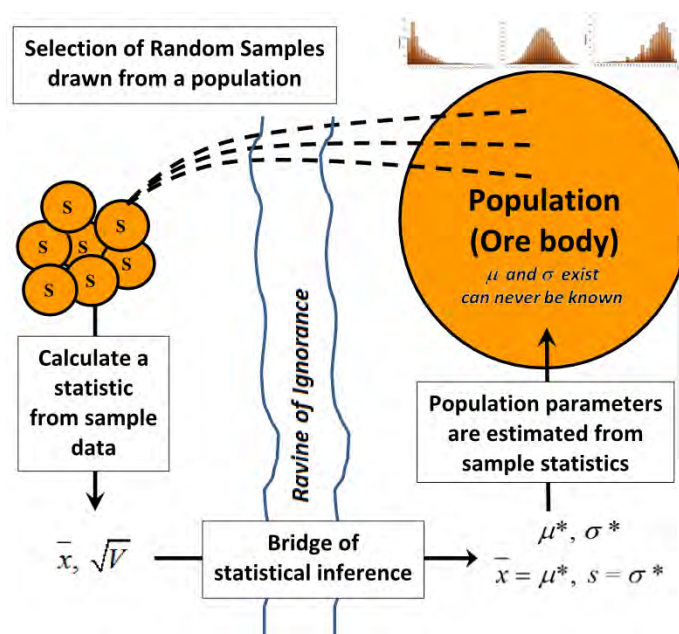 Selection of Random Samples
drawn from a population
S
S
S
S
S
S
S
Population
(Ore body)
μ and σ exist
can never be known
Calculate a
statistic
from sample
data
Ravine of Ignorance
Population parameters
are estimated from
sample statistics
x̄, √V
Bridge of
statistical inference
μ*, σ*
x̄ = μ*, s = σ*